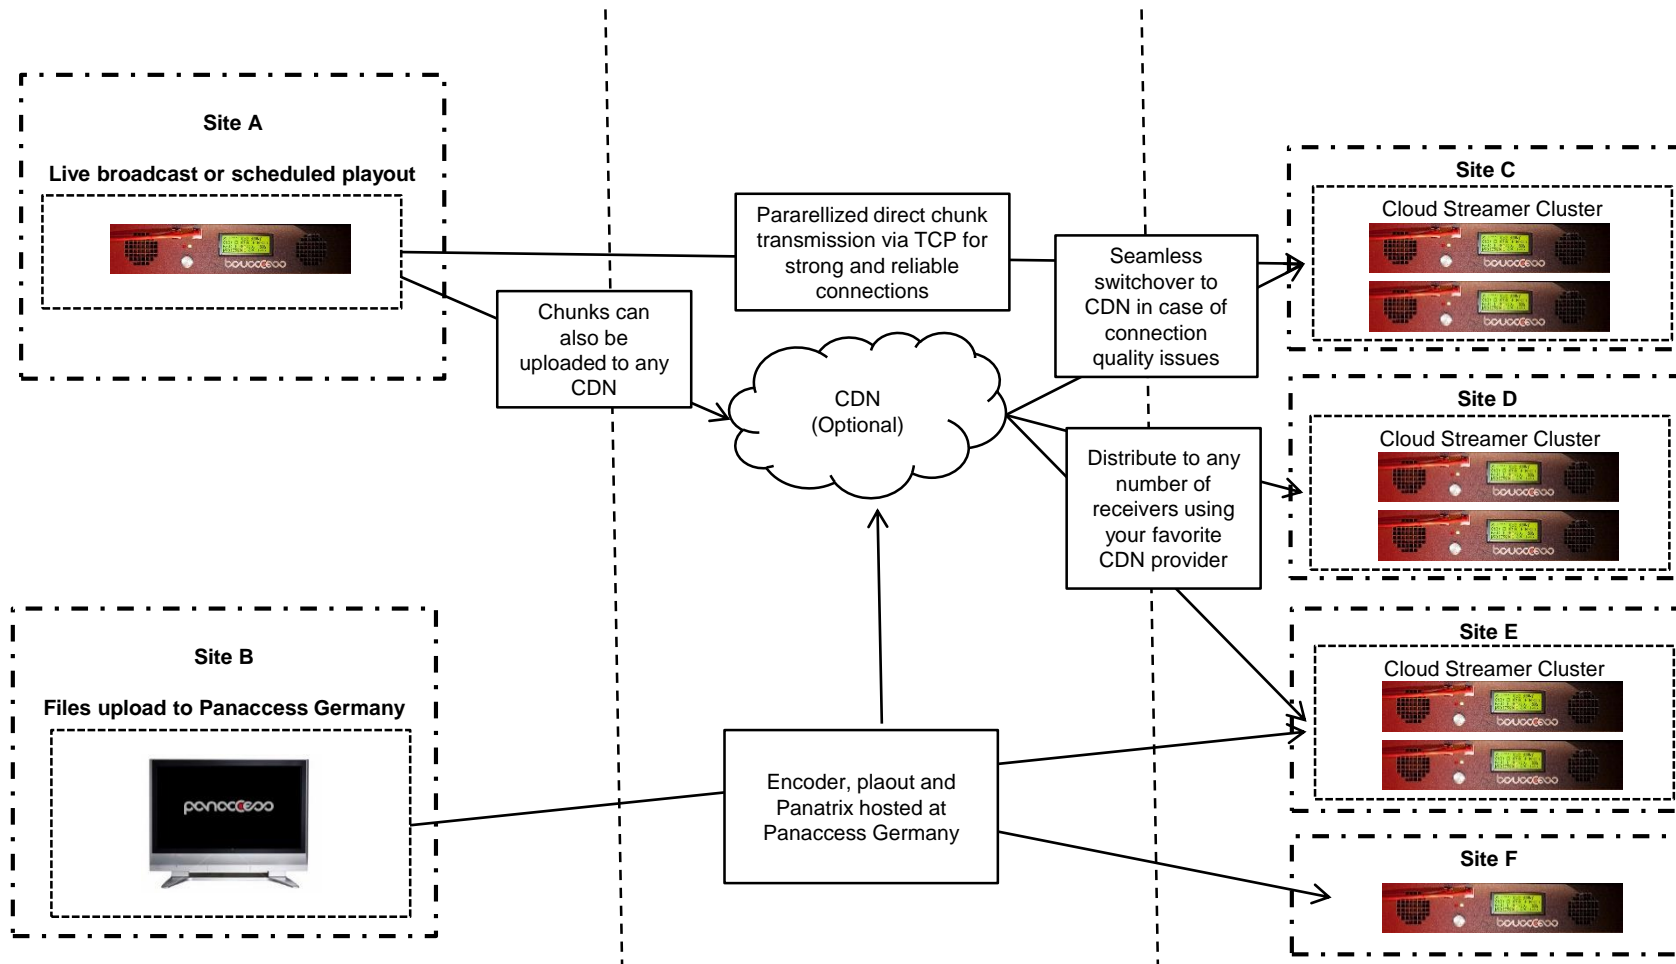 Site A
Live broadcast or scheduled playout
Pararellized direct chunk
transmission via TCP for
strong and reliable
connections
Chunks can
also be
uploaded to any
CDN
Seamless
switchover to
CDN in case of
connection
quality issues
CDN
(Optional)
Distribute to any
number of
receivers using
your favorite
CDN provider
Site B
Files upload to Panaccess Germany
panaccess
Encoder, plaout and
Panatrix hosted at
Panaccess Germany
Site C
Cloud Streamer Cluster
Site D
Cloud Streamer Cluster
Site E
Cloud Streamer Cluster
Site F